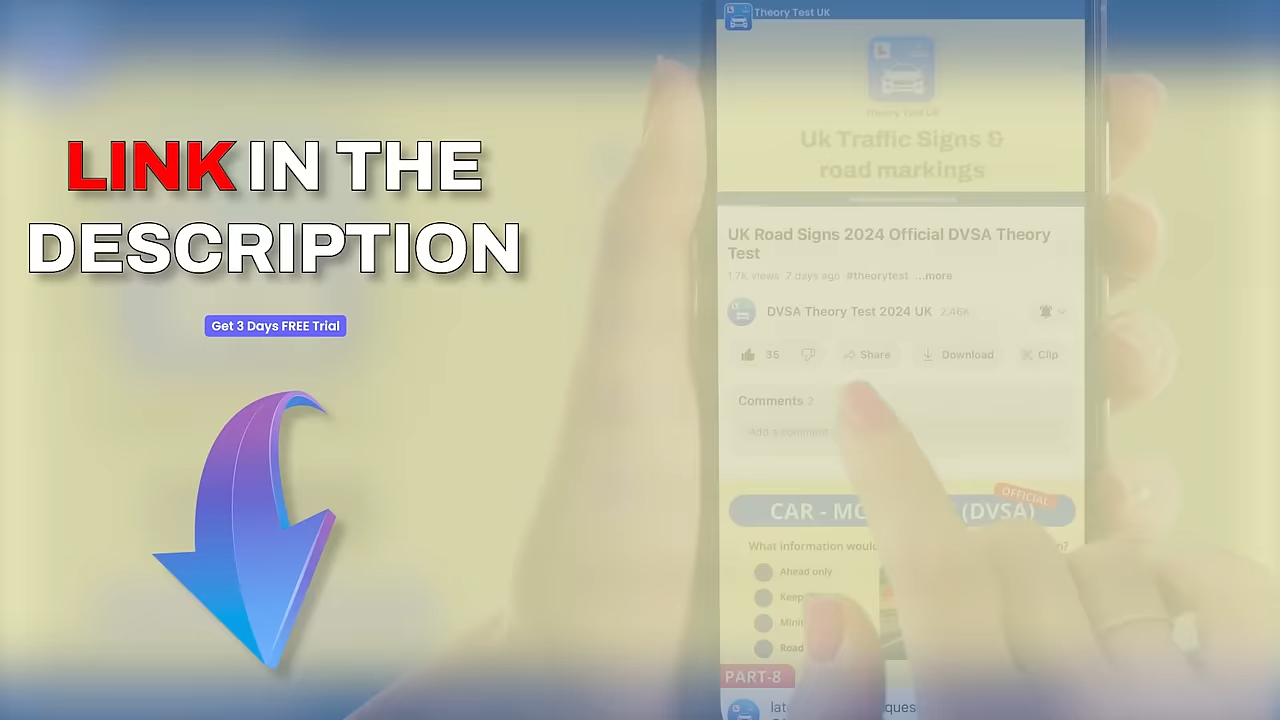 LINK IN THE
DESCRIPTION
Get 3 Days FREE Trial
Theory Test UK
Theory Test UK
Uk Traffic Signs &
road markings
UK Road Signs 2024 Official DVSA Theory
Test
1.7K views 7 days ago #theorytest ...more
DVSA Theory Test 2024 UK 2.46K
35 Share Download Clip
Comments 2
Add a comment
OFFICIAL
CAR - MO (DVSA)
What information would
Ahead only
Keep
Mini
Road
PART-8